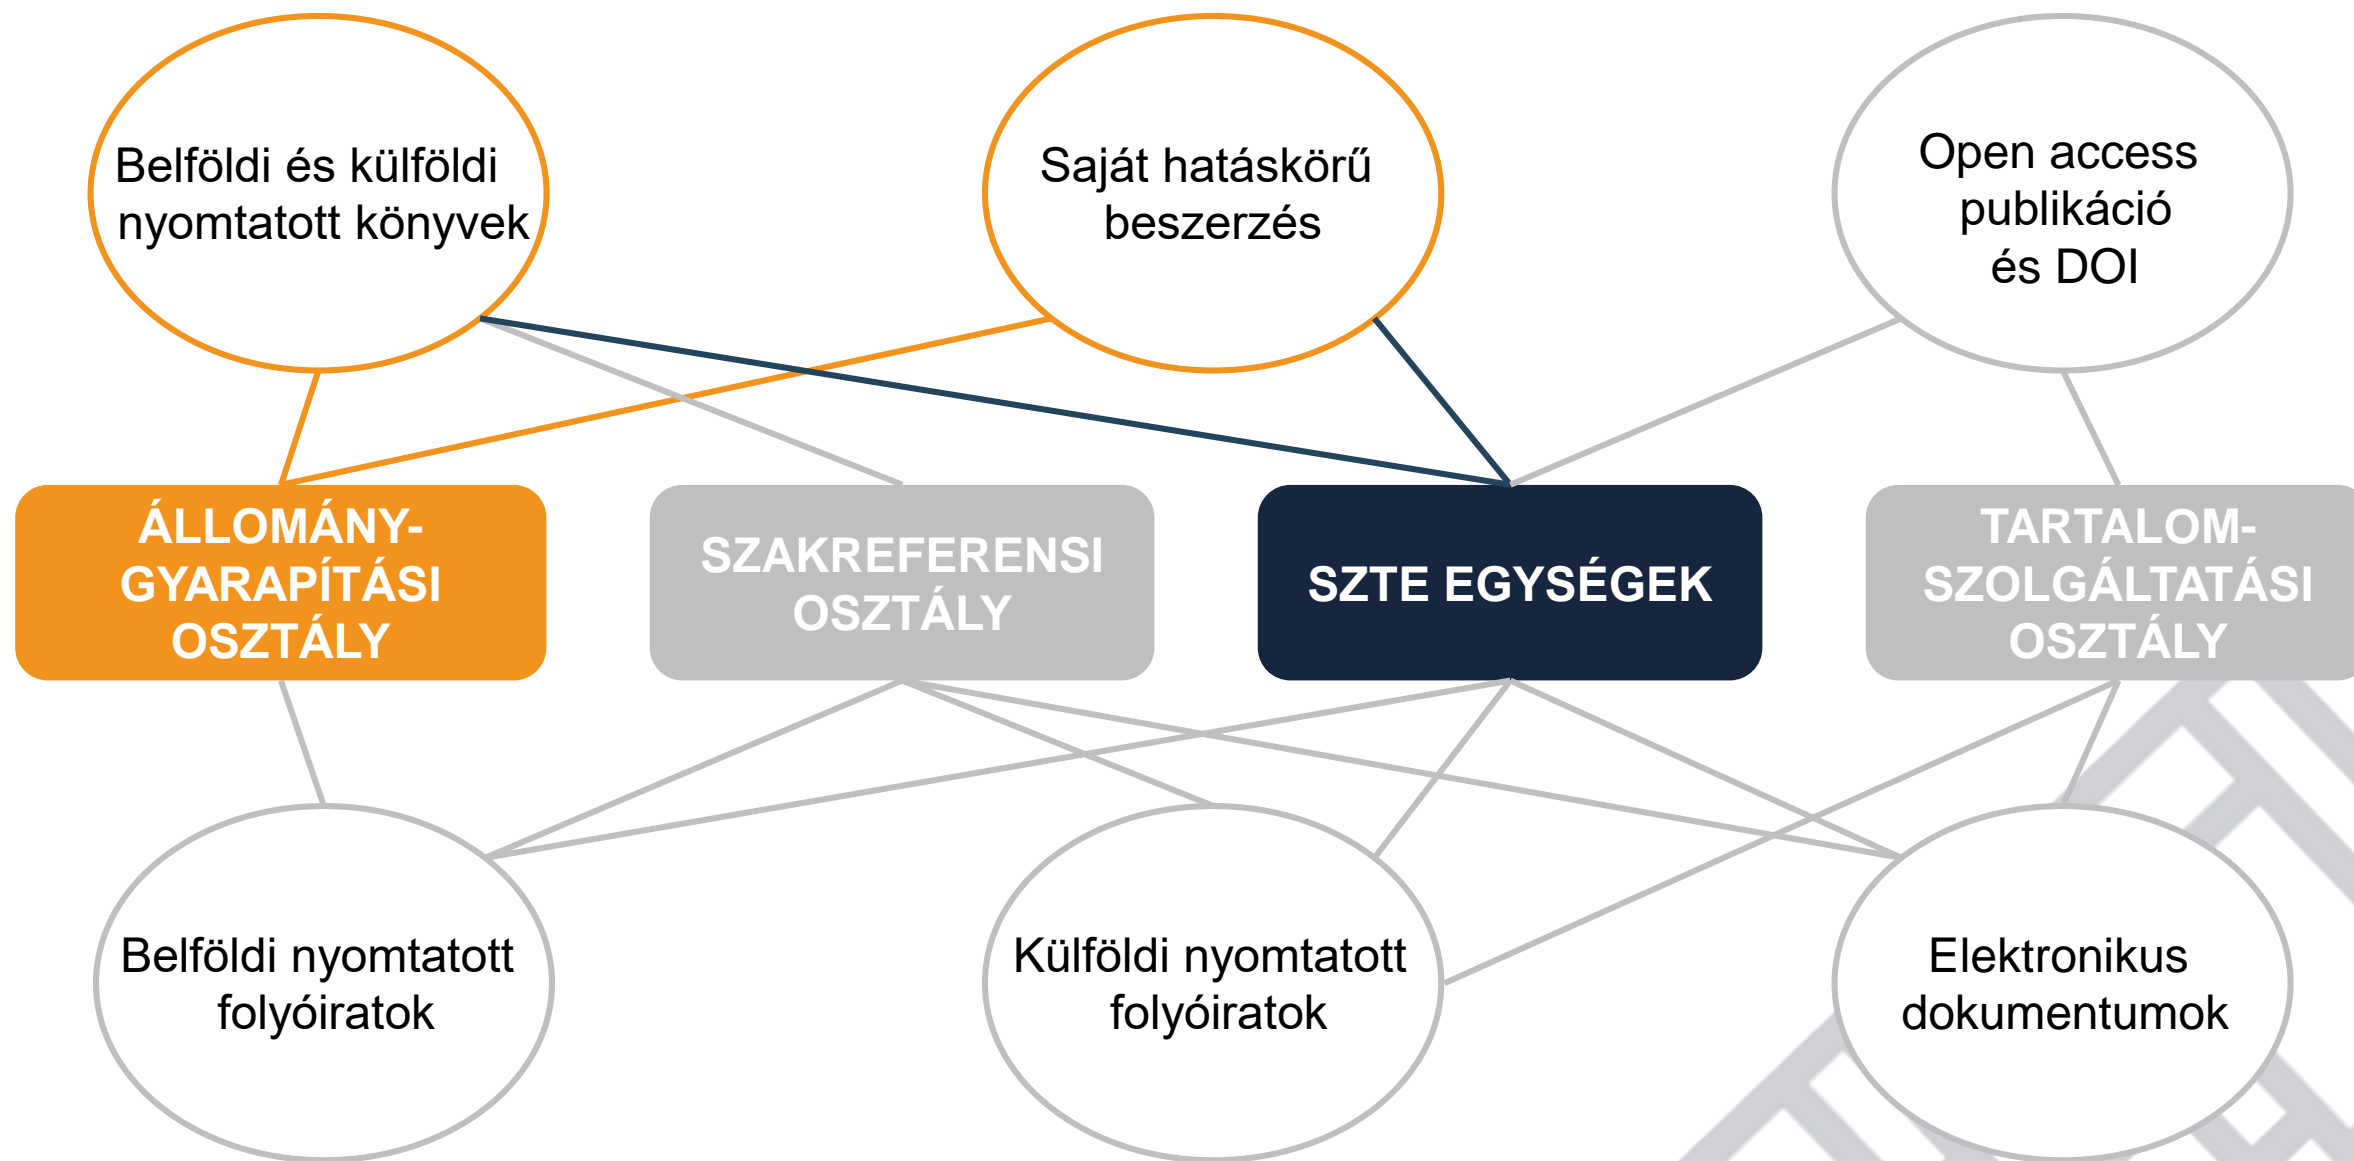 Belföldi és külföldi
nyomtatott könyvek
Saját hatáskörű
beszerzés
Open access
publikáció
és DOI
ÁLLOMÁNY-
GYARAPÍTÁSI
OSZTÁLY
SZAKREFERENSI
OSZTÁLY
SZTE EGYSÉGEK
TARTALOM-
SZOLGÁLTATÁSI
OSZTÁLY
Belföldi nyomtatott
folyóiratok
Külföldi nyomtatott
folyóiratok
Elektronikus
dokumentumok